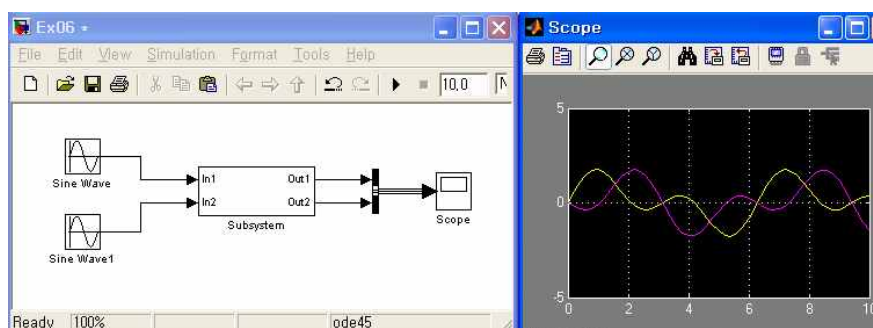 Ex06 *
File Edit View Simulation Format Tools Help
10.0
Sine Wave
Sine Wave1
In1
In2
Out1
Out2
Subsystem
Scope
Ready
100%
ode45
Scope
5
0
-5
0
2
4
6
8
10